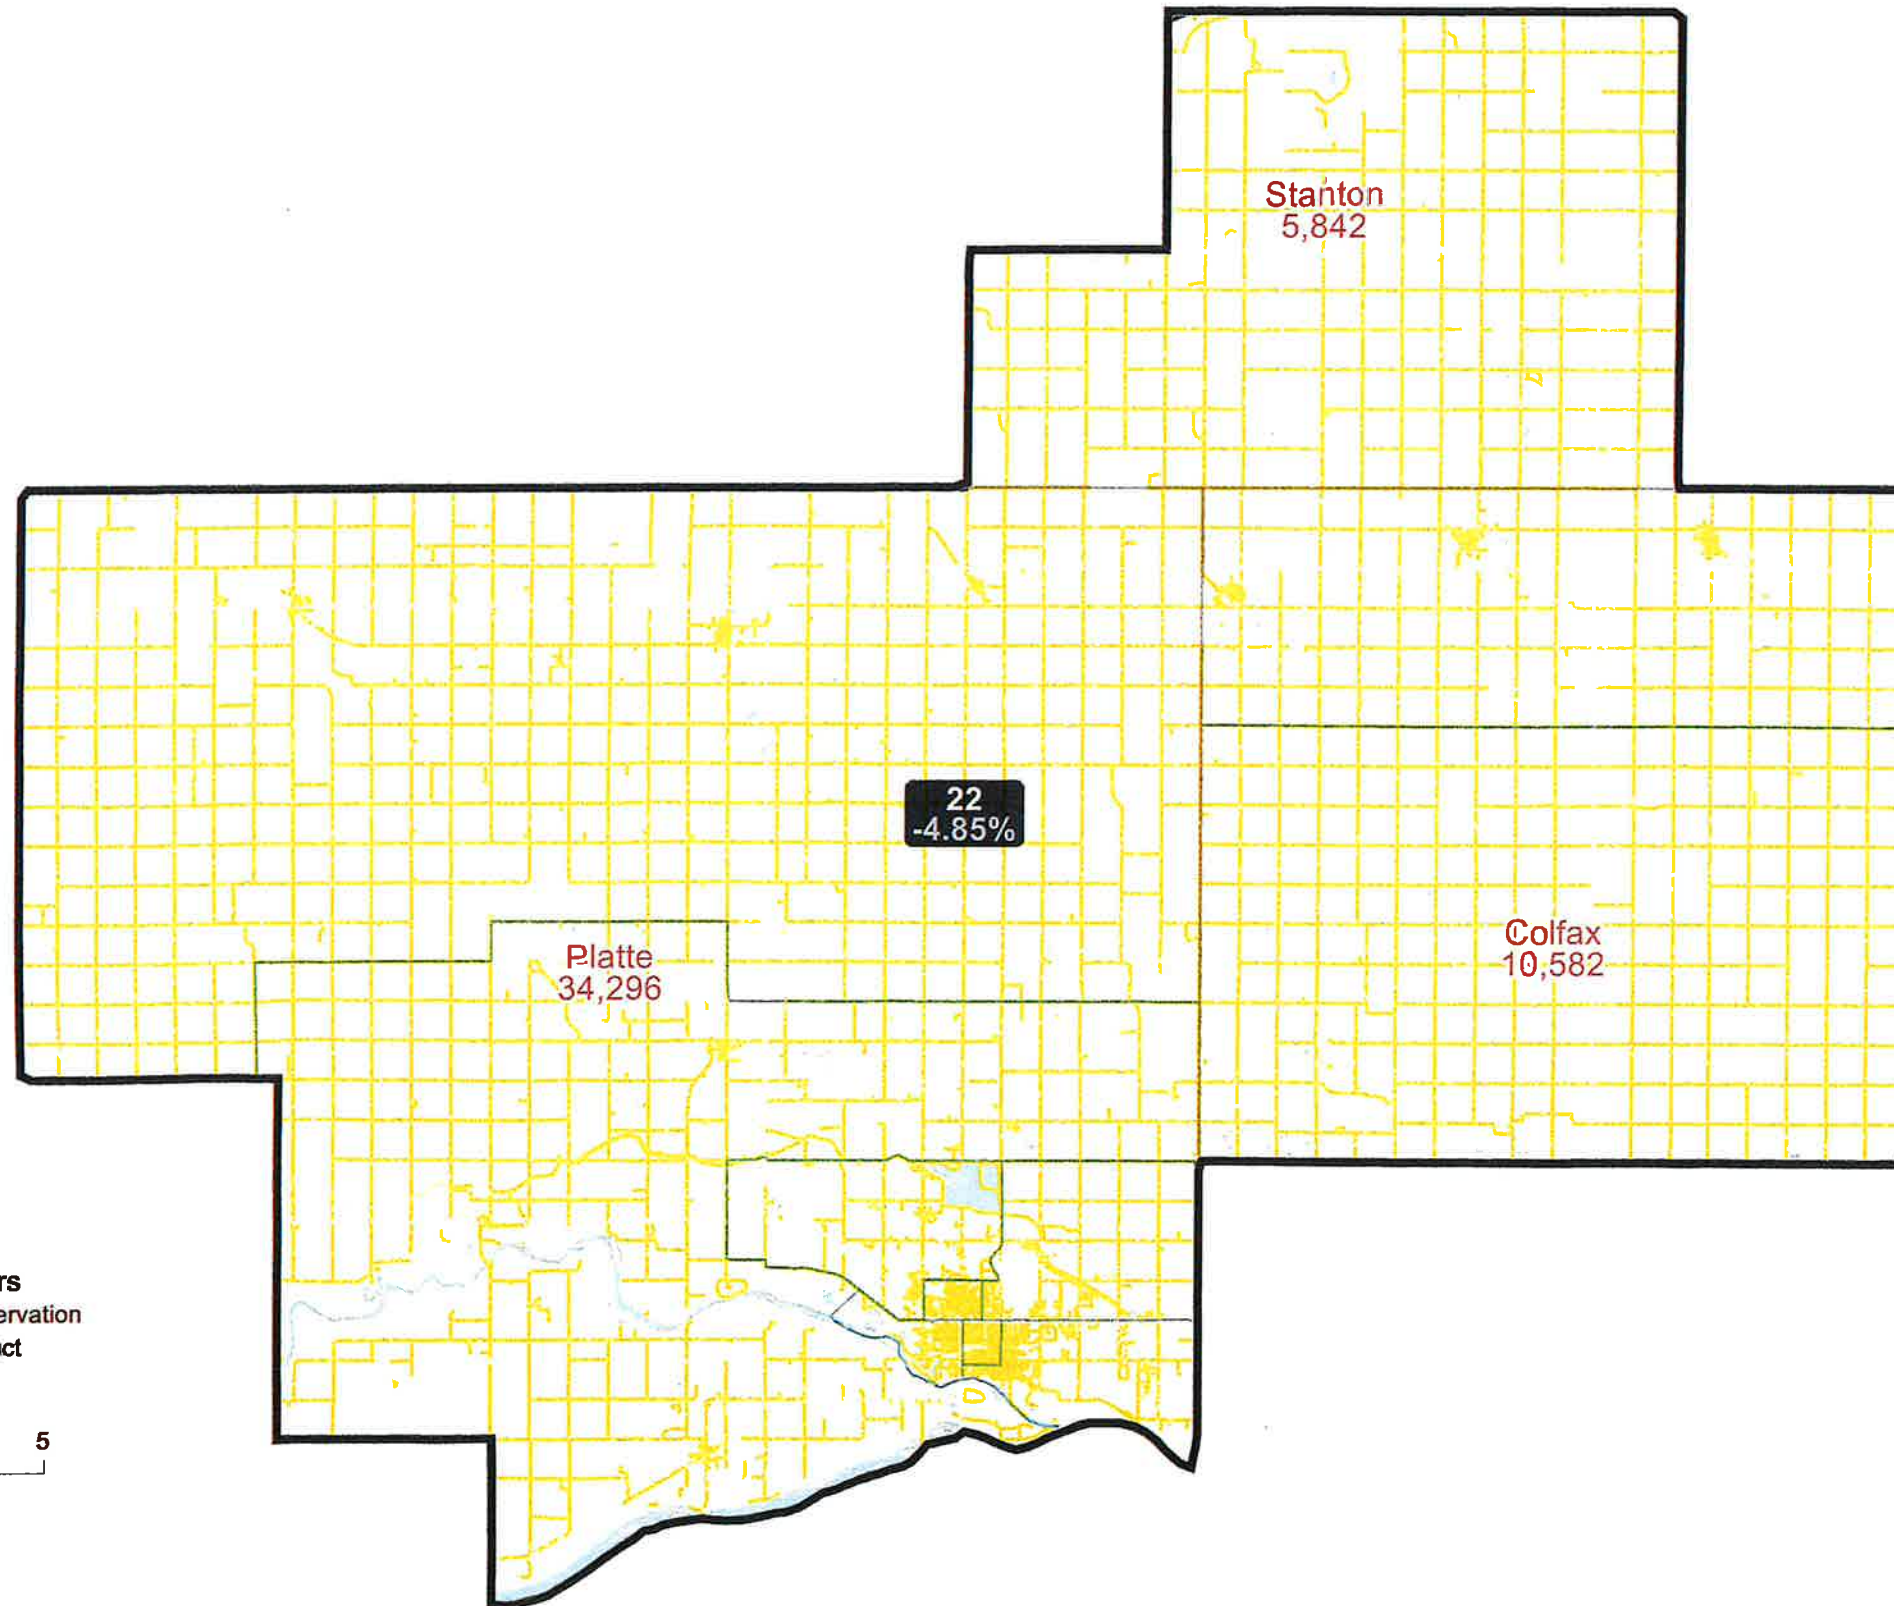 Stanton
5,842
22
-4.85%
Platte
34,296
Colfax
10,582
rs
ervation
ct
5